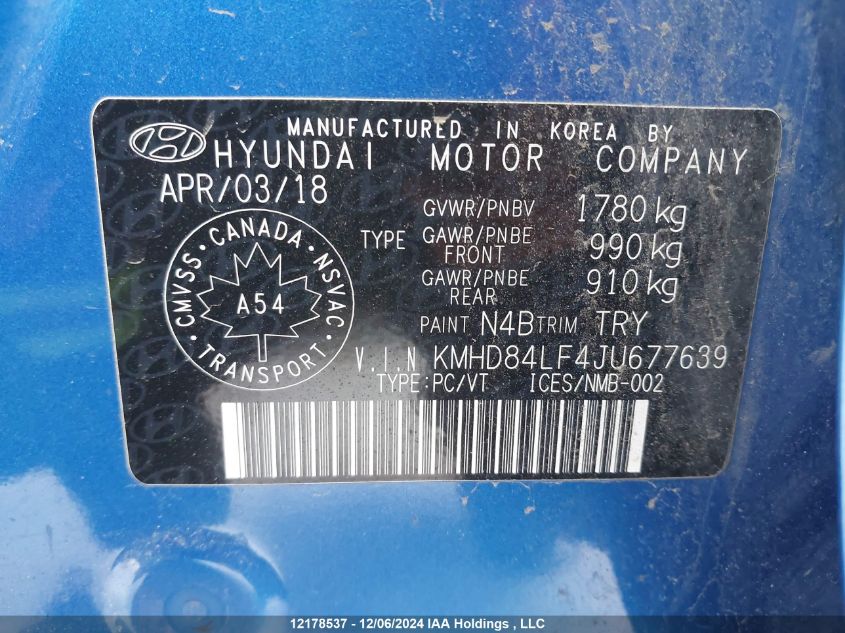 MANUFACTURED IN KOREA BY
HYUNDAI MOTOR COMPANY
APR/03/18
GVWR/PNBV 1780 kg
TYPE GAWR/PNBE FRONT 990 kg
GAWR/PNBE REAR 910 kg
CMVSS · CANADA · NSVAC
A54
· TRANSPORT ·
PAINT N4B TRIM TRY
V.I.N KMHD84LF4JU677639
TYPE:PC/VT ICES/NMB-002
12178537 - 12/06/2024 IAA Holdings , LLC